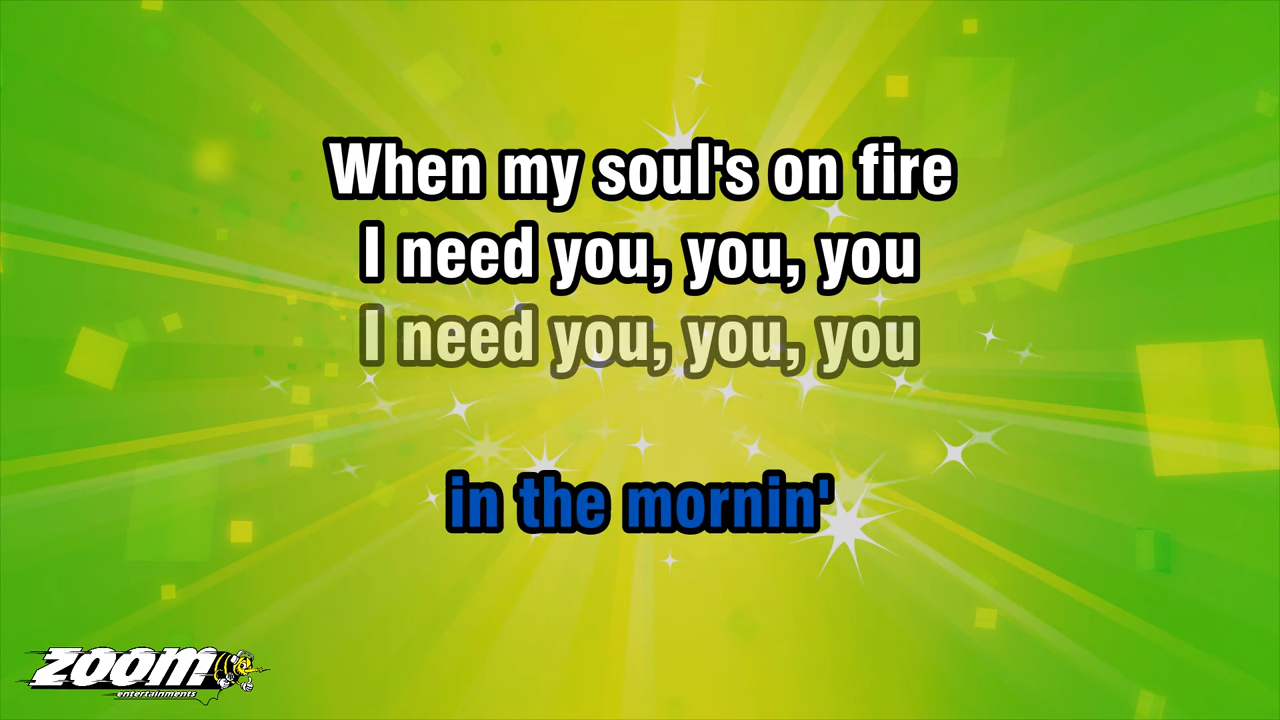 When my soul's on fire
I need you, you, you
I need you, you, you
in the mornin'
ZOOM
entertainments